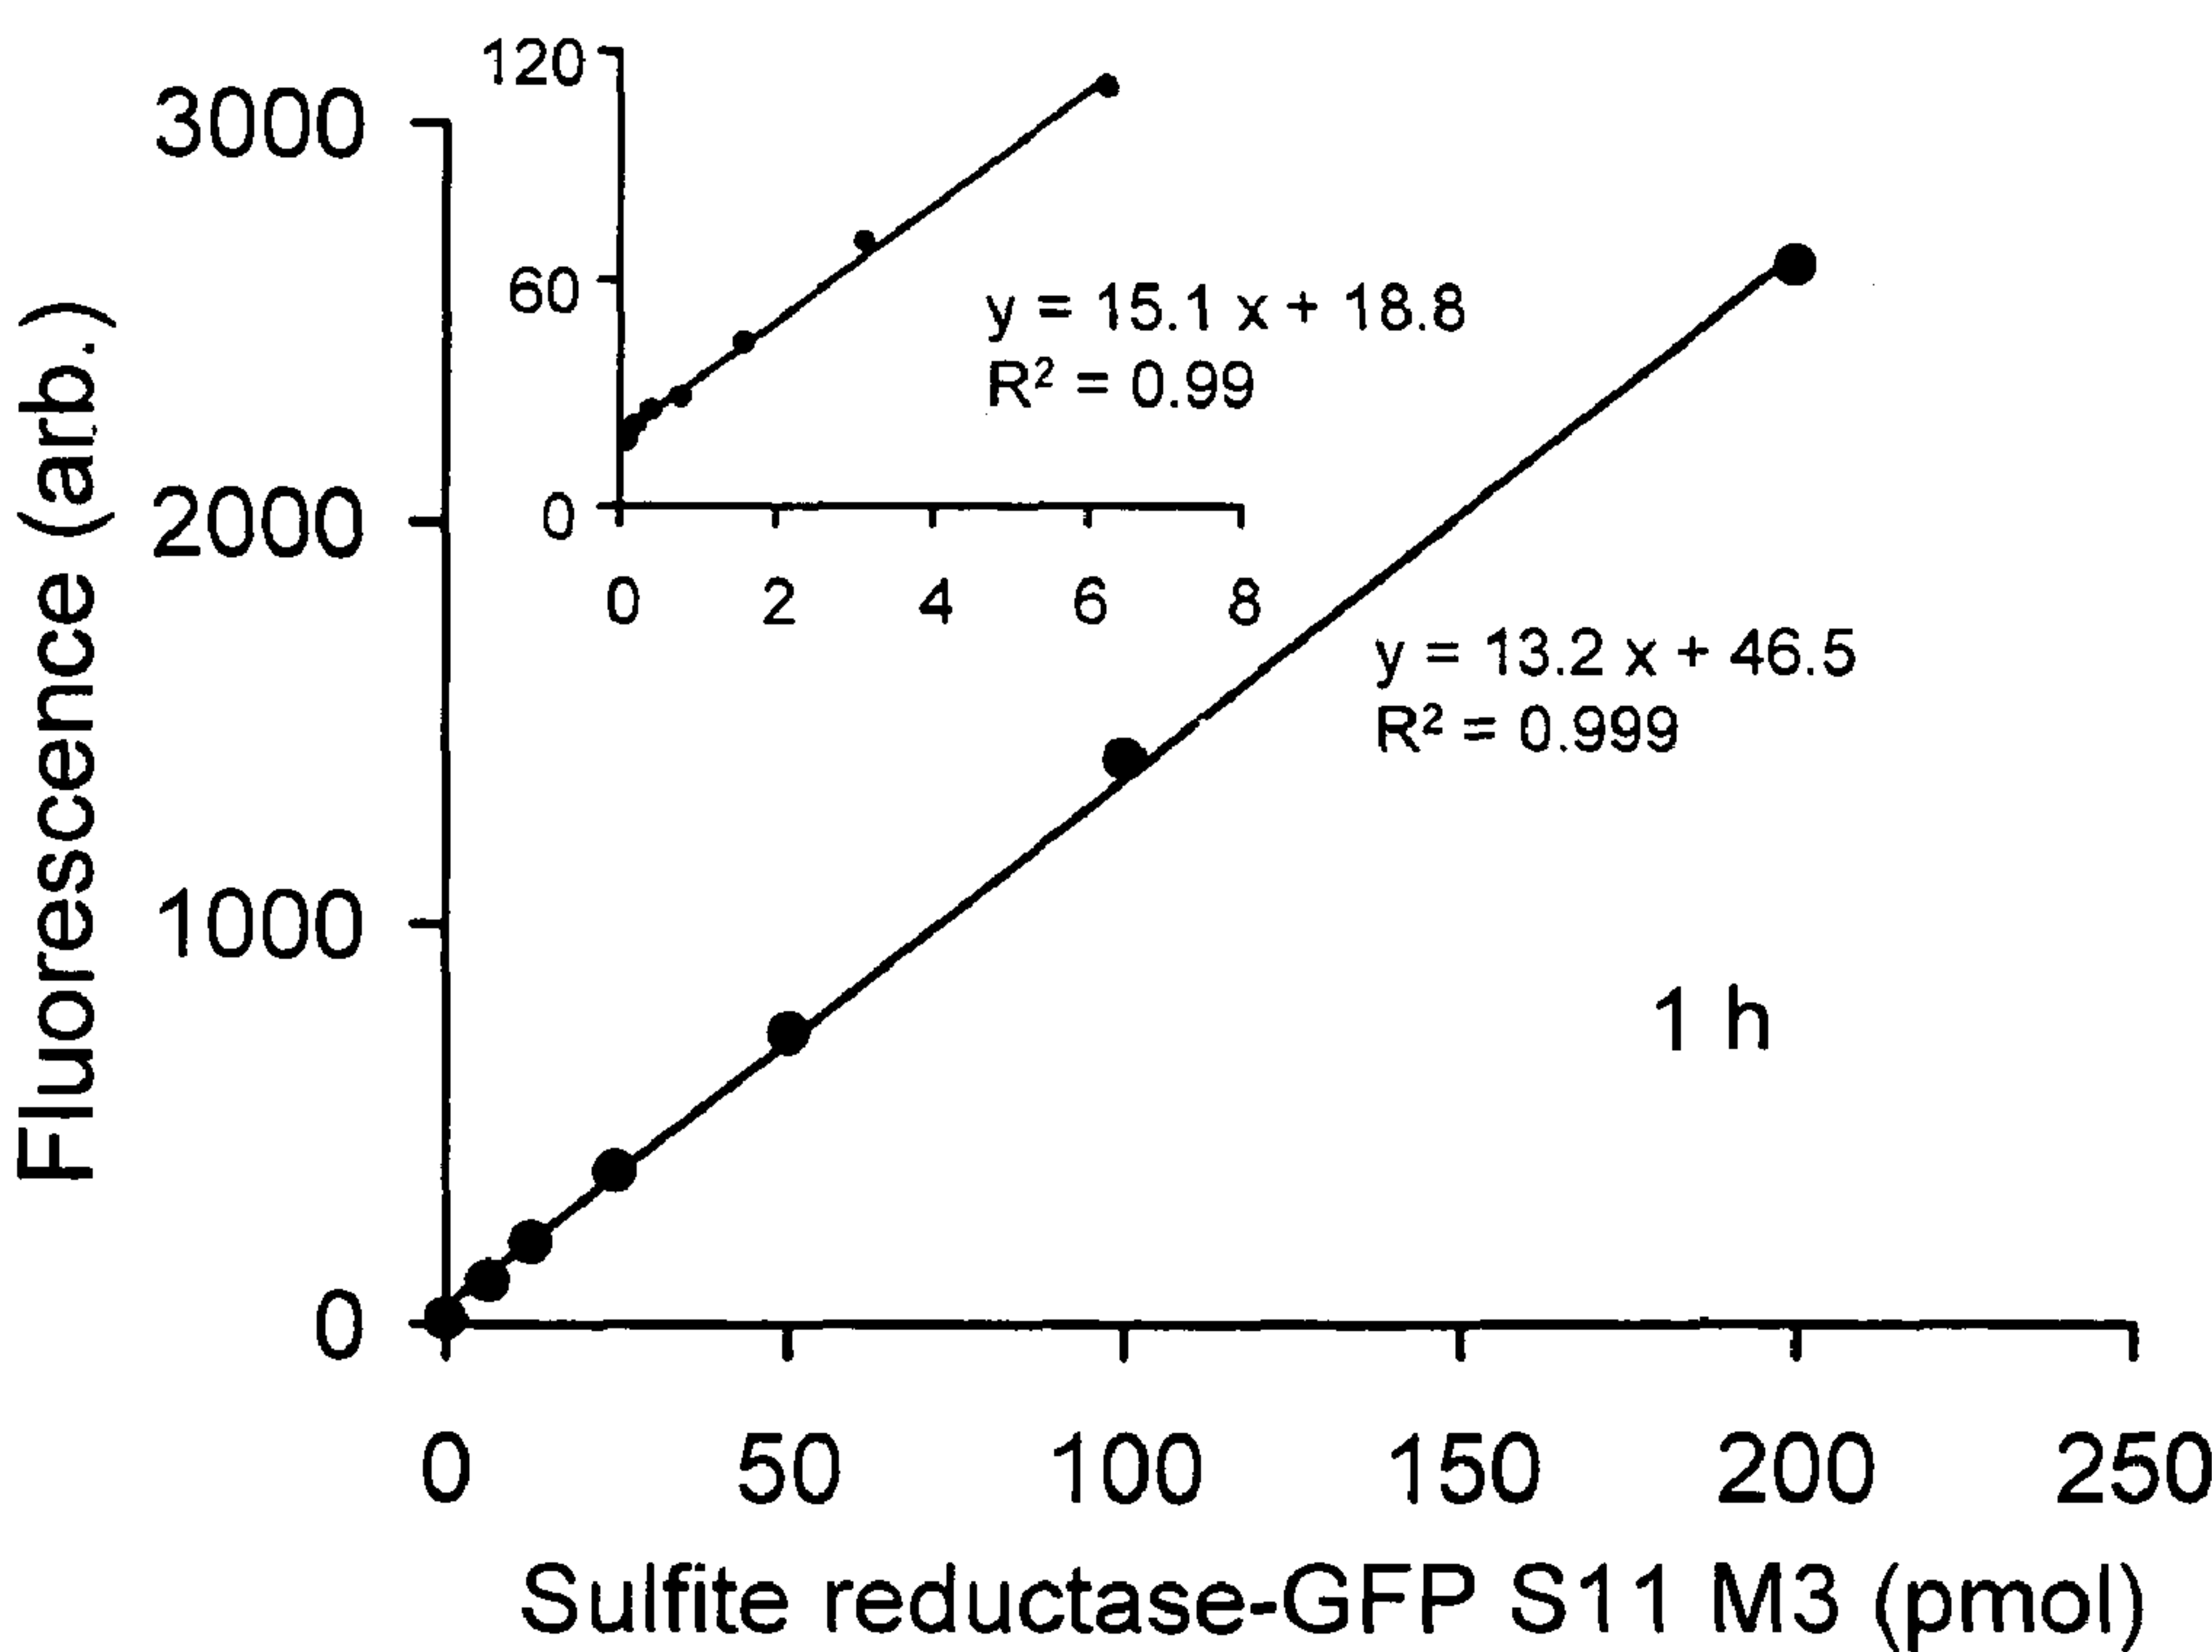 120
3000
60
y = 15.1 x + 18.8
R² = 0.99
0
2000
0 2 4 6 8
y = 13.2 x + 46.5
R² = 0.999
Fluorescence (arb.)
1000
1 h
0
0 50 100 150 200 250
Sulfite reductase-GFP S11 M3 (pmol)